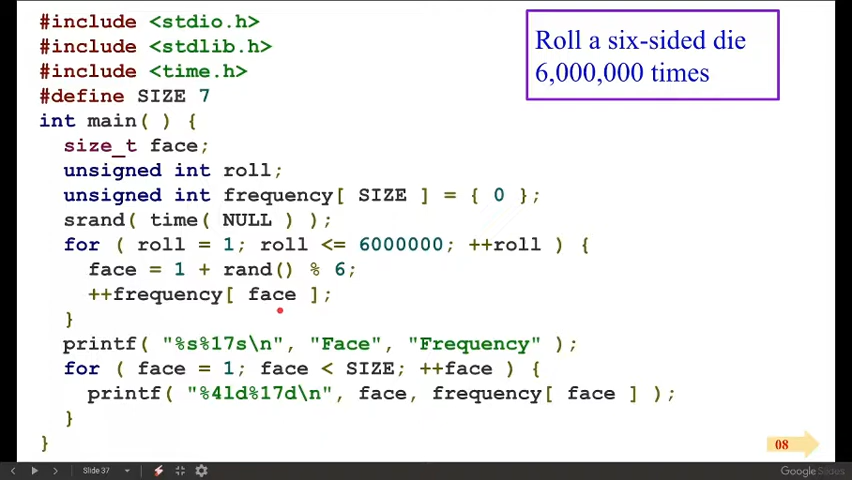 #include <stdio.h>
#include <stdlib.h>
#include <time.h>
#define SIZE 7
int main( ) {
  size_t face;
  unsigned int roll;
  unsigned int frequency[ SIZE ] = { 0 };
  srand( time( NULL ) );
  for ( roll = 1; roll <= 6000000; ++roll ) {
    face = 1 + rand() % 6;
    ++frequency[ face ];
  }
  printf( "%s%17s\n", "Face", "Frequency" );
  for ( face = 1; face < SIZE; ++face ) {
    printf( "%4ld%17d\n", face, frequency[ face ] );
  }
}
Roll a six-sided die
6,000,000 times
08
Slide 37
Google Slides